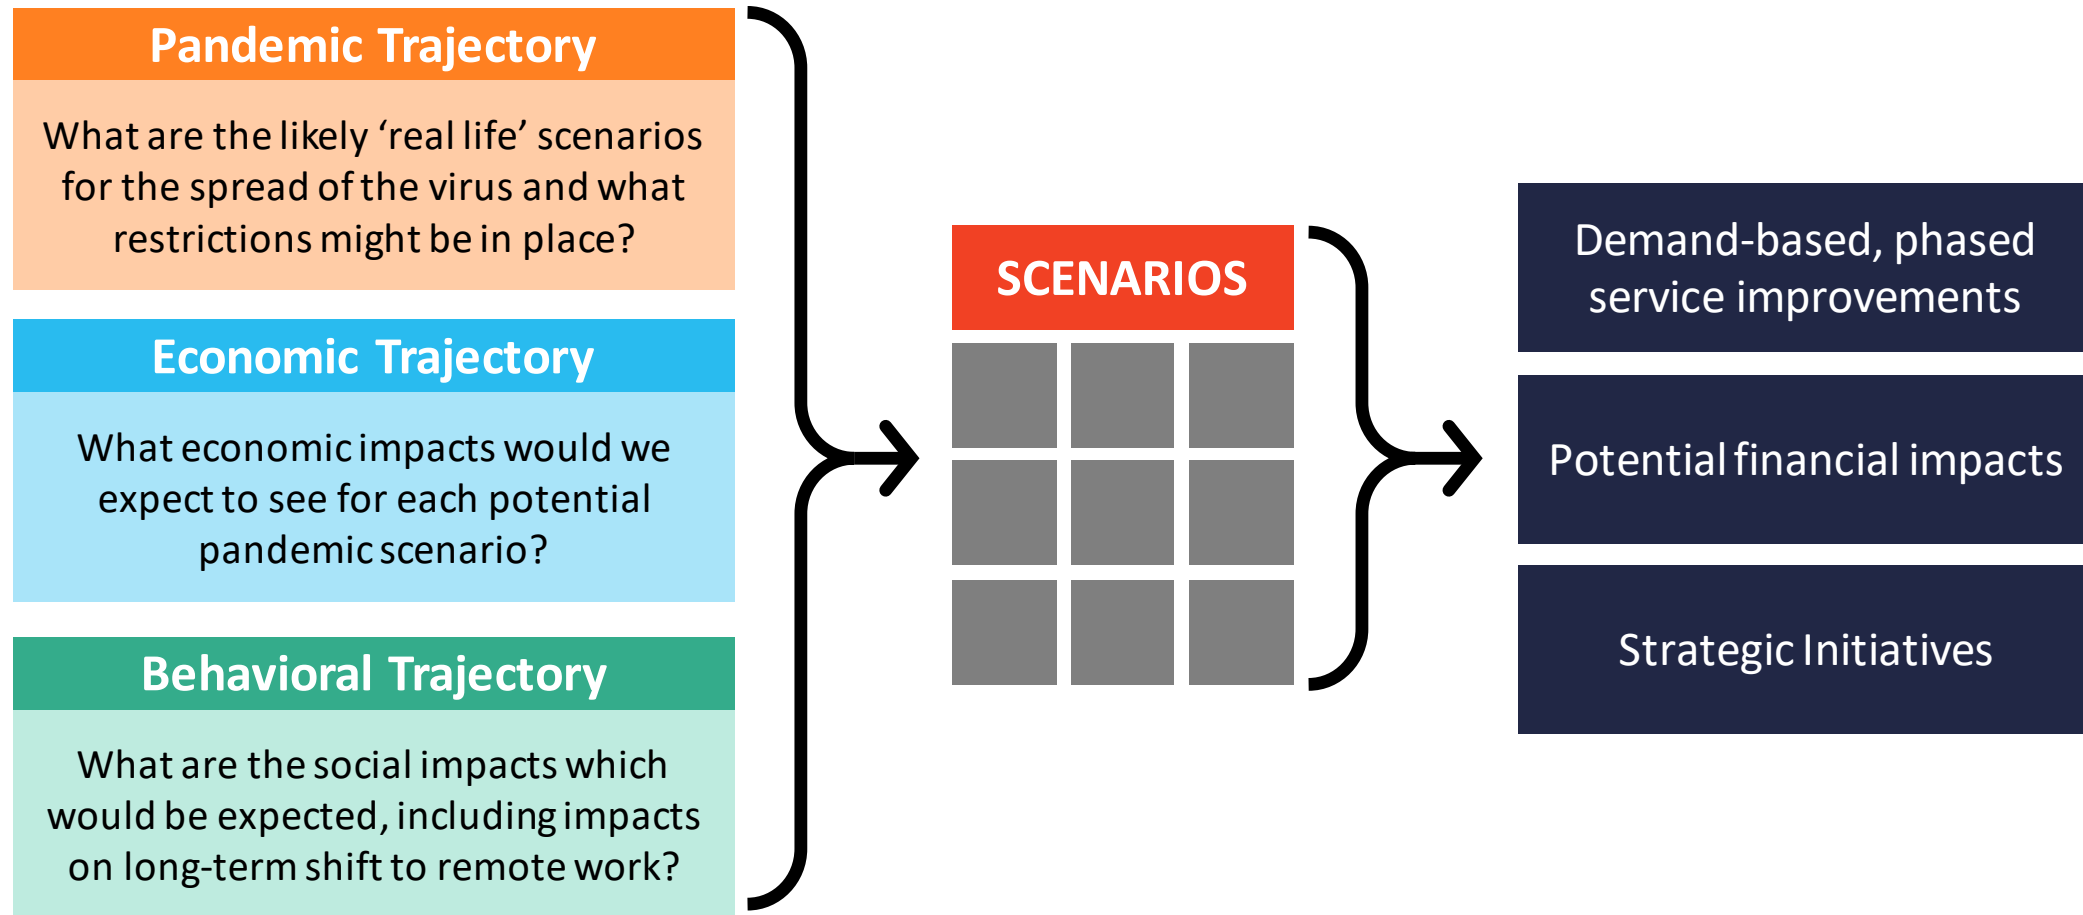 Pandemic Trajectory
What are the likely ‘real life’ scenarios
for the spread of the virus and what
restrictions might be in place?
Economic Trajectory
What economic impacts would we
expect to see for each potential
pandemic scenario?
Behavioral Trajectory
What are the social impacts which
would be expected, including impacts
on long-term shift to remote work?
SCENARIOS
Demand-based, phased
service improvements
Potential financial impacts
Strategic Initiatives